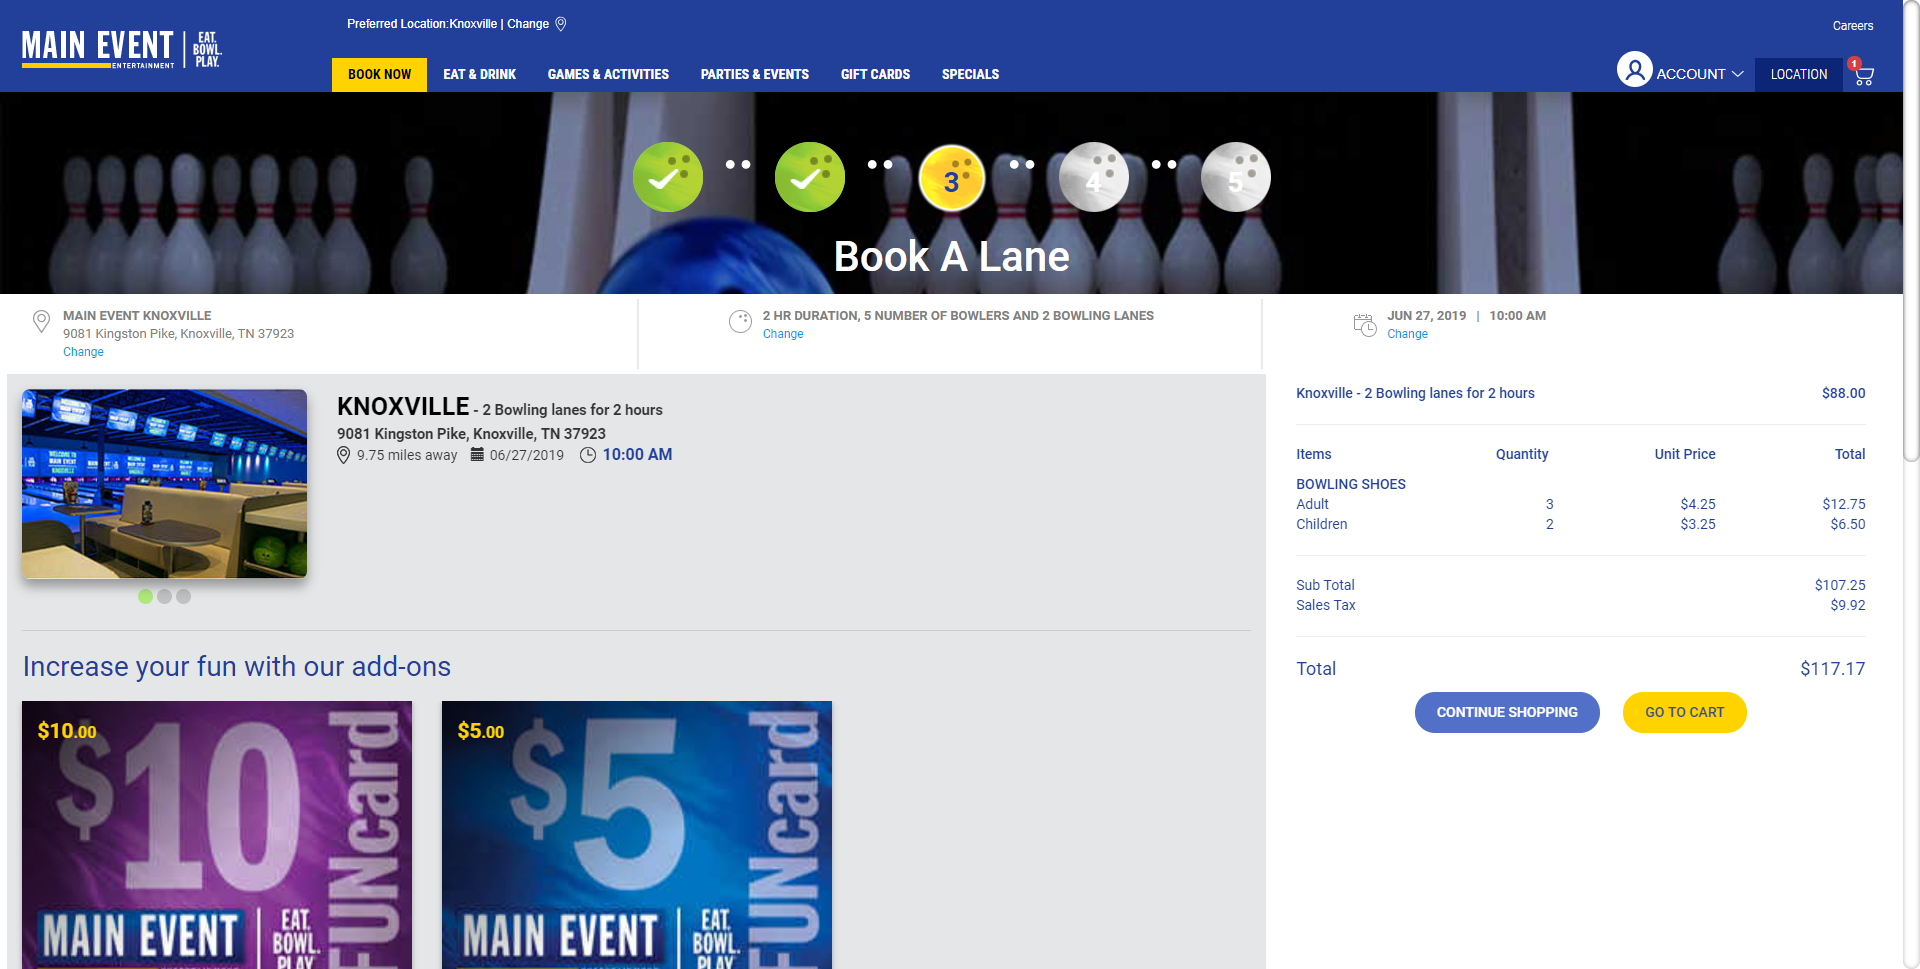 Preferred Location:Knoxville | Change
Careers
MAIN EVENT
ENTERTAINMENT
EAT.
BOWL.
PLAY.
BOOK NOW
EAT & DRINK
GAMES & ACTIVITIES
PARTIES & EVENTS
GIFT CARDS
SPECIALS
ACCOUNT
LOCATION
1
3
4
5
Book A Lane
MAIN EVENT KNOXVILLE
9081 Kingston Pike, Knoxville, TN 37923
Change
2 HR DURATION, 5 NUMBER OF BOWLERS AND 2 BOWLING LANES
Change
JUN 27, 2019 | 10:00 AM
Change
KNOXVILLE - 2 Bowling lanes for 2 hours
9081 Kingston Pike, Knoxville, TN 37923
9.75 miles away 06/27/2019 10:00 AM
Increase your fun with our add-ons
$10.00
$10
FUNcard
MAIN EVENT
EAT.
BOWL.
PLAY.
$5.00
$5
FUNcard
MAIN EVENT
EAT.
BOWL.
PLAY.
Knoxville - 2 Bowling lanes for 2 hours $88.00
Items Quantity Unit Price Total
BOWLING SHOES
Adult 3 $4.25 $12.75
Children 2 $3.25 $6.50
Sub Total $107.25
Sales Tax $9.92
Total $117.17
CONTINUE SHOPPING
GO TO CART